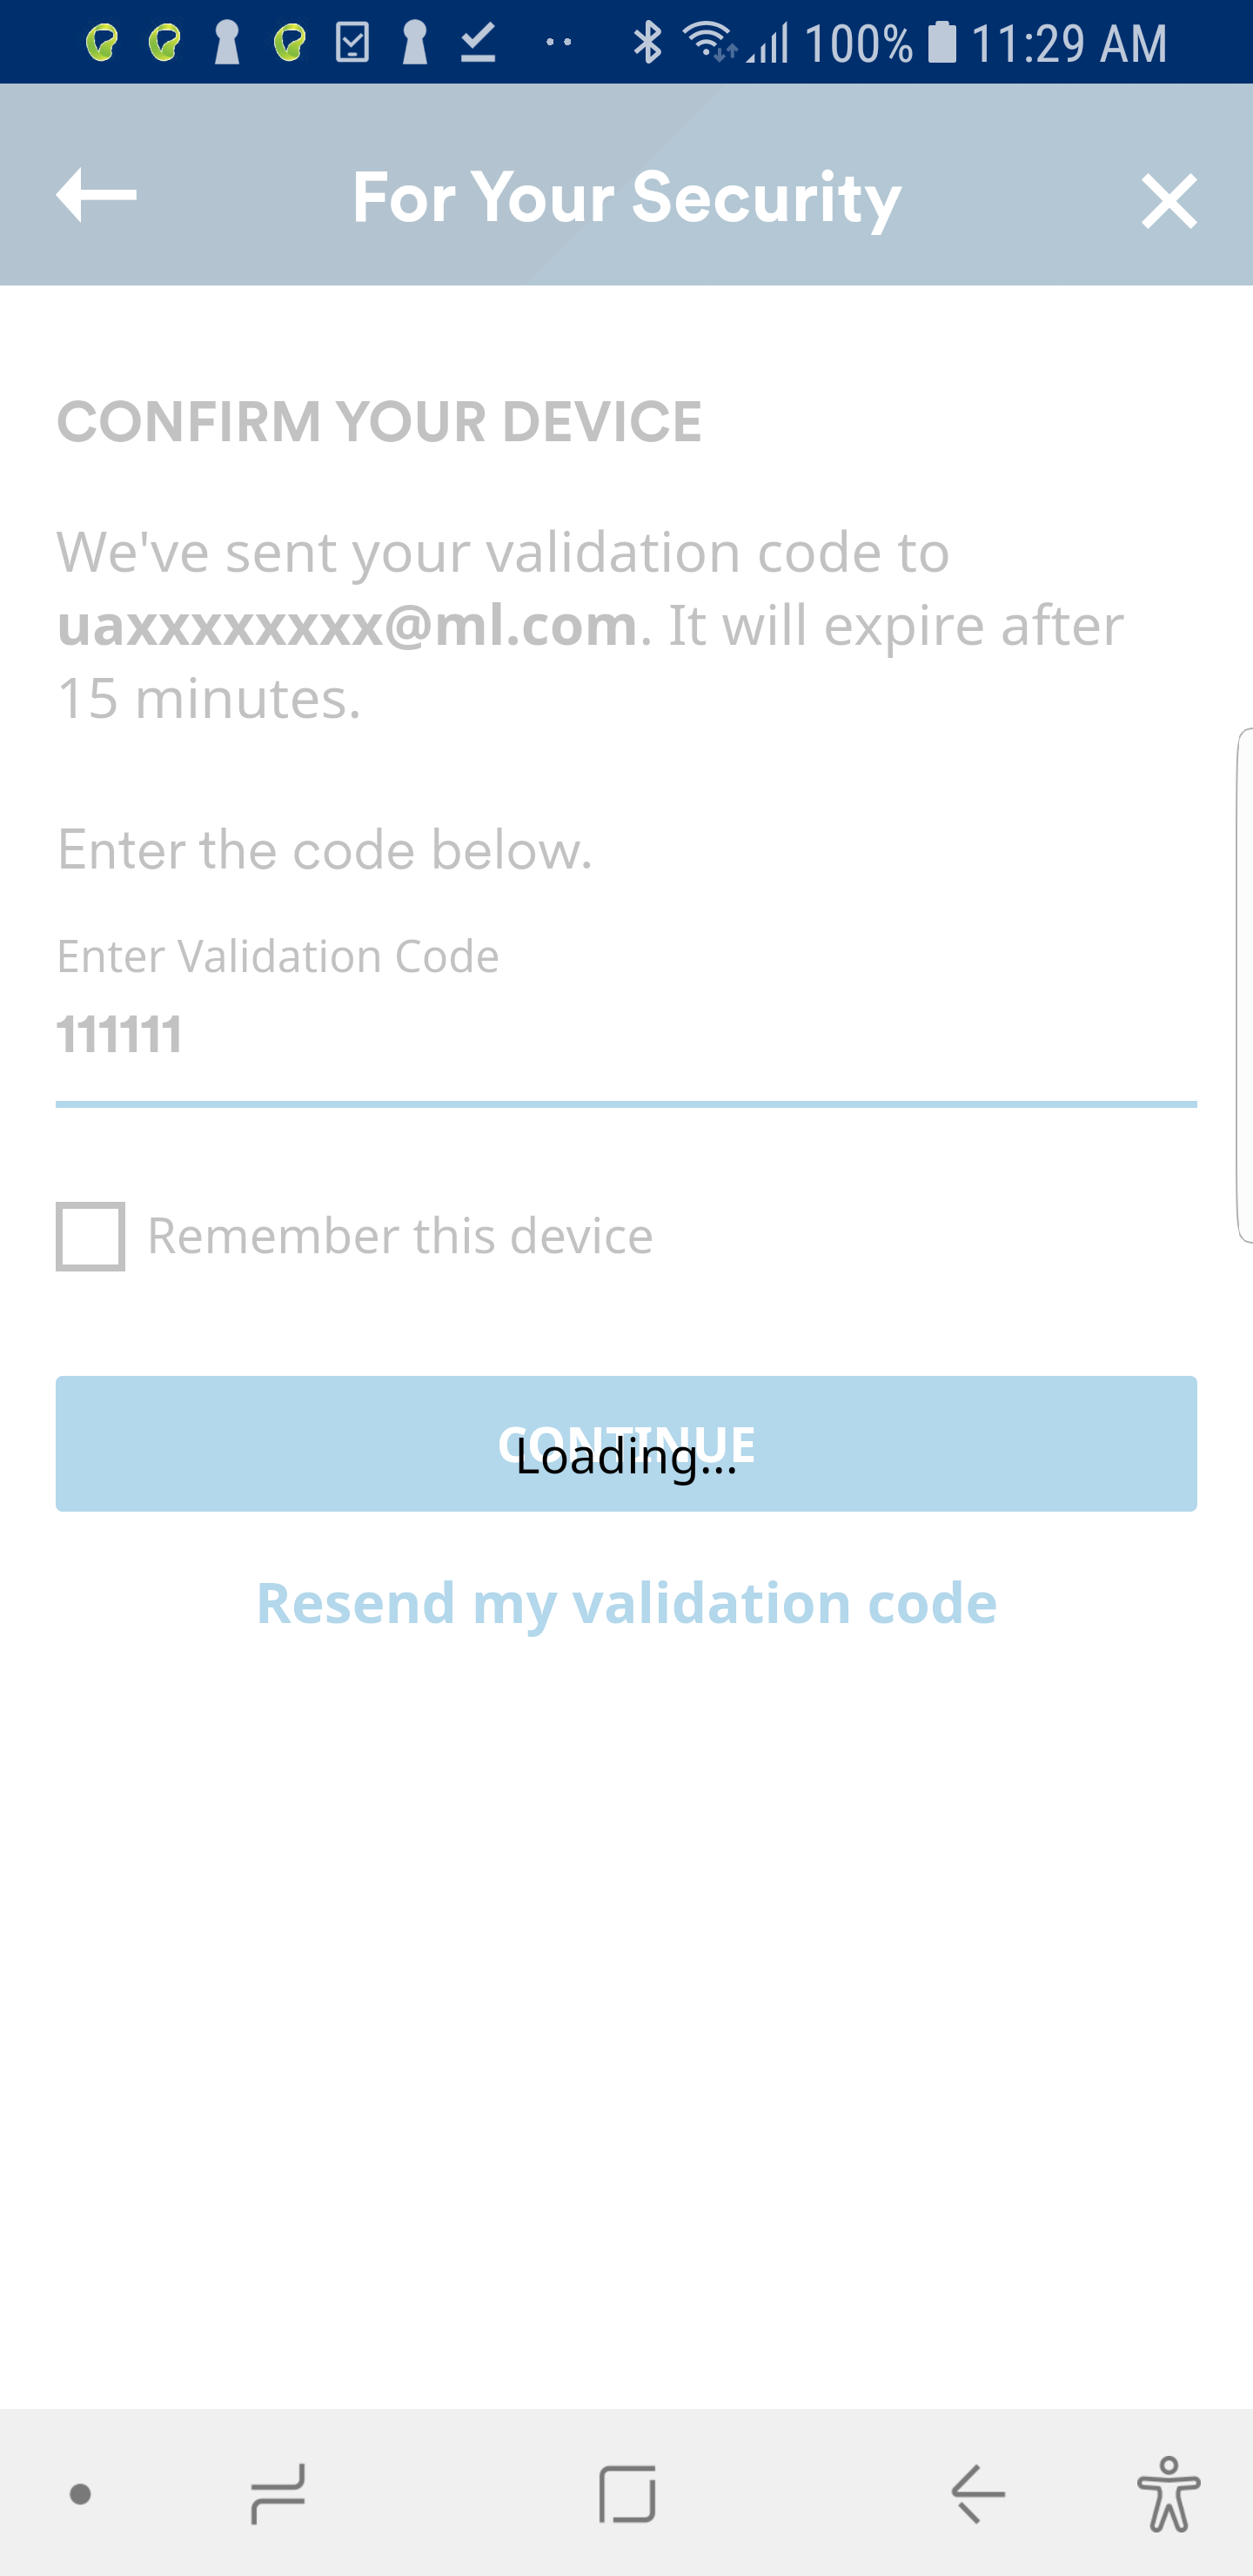 100% 11:29 AM
For Your Security
CONFIRM YOUR DEVICE
We've sent your validation code to
uaxxxxxxxx@ml.com. It will expire after
15 minutes.
Enter the code below.
Enter Validation Code
111111
Remember this device
CONTINUE
Loading...
Resend my validation code